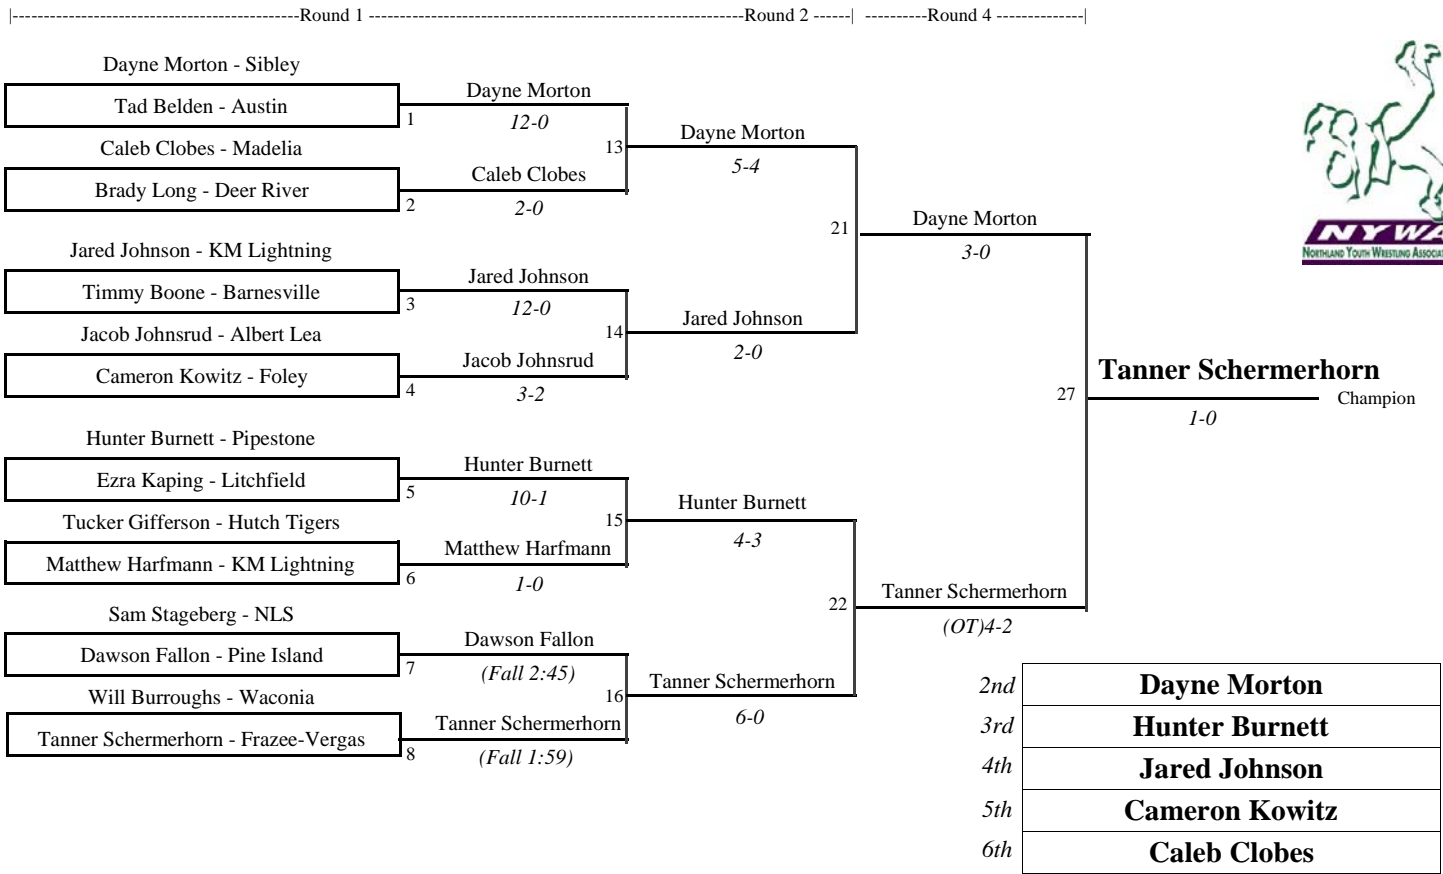 |-----------------------------------------Round 1 ------------------------------------------------------Round 2 ------| ----------Round 4 --------------|
Dayne Morton - Sibley
Tad Belden - Austin
1
Caleb Clobes - Madelia
Brady Long - Deer River
2
Jared Johnson - KM Lightning
Timmy Boone - Barnesville
3
Jacob Johnsrud - Albert Lea
Cameron Kowitz - Foley
4
Hunter Burnett - Pipestone
Ezra Kaping - Litchfield
5
Tucker Gifferson - Hutch Tigers
Matthew Harfmann - KM Lightning
6
Sam Stageberg - NLS
Dawson Fallon - Pine Island
7
Will Burroughs - Waconia
Tanner Schermerhorn - Frazee-Vergas
8
Dayne Morton
12-0
13
Caleb Clobes
2-0
Jared Johnson
12-0
14
Jacob Johnsrud
3-2
Hunter Burnett
10-1
15
Matthew Harfmann
1-0
Dawson Fallon
(Fall 2:45)
16
Tanner Schermerhorn
(Fall 1:59)
Dayne Morton
5-4
21
Jared Johnson
2-0
Hunter Burnett
4-3
22
Tanner Schermerhorn
6-0
Dayne Morton
3-0
27
Tanner Schermerhorn
(OT)4-2
Tanner Schermerhorn
Champion
1-0
NYWA
NORTHLAND YOUTH WRESTLING
2nd Dayne Morton
3rd Hunter Burnett
4th Jared Johnson
5th Cameron Kowitz
6th Caleb Clobes